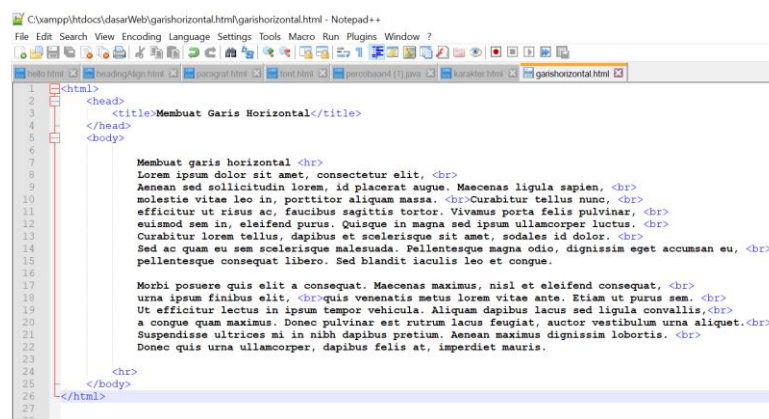 C:\xampp\htdocs\dasarWeb\garishorizontal.html\garishorizontal.html - Notepad++
File Edit Search View Encoding Language Settings Tools Macro Run Plugins Window ?
hello.html headingAlign.html paragraf.html font.html percobaan4 (1).java karakter.html garishorizontal.html
1 <html>
2 <head>
3 <title>Membuat Garis Horizontal</title>
4 </head>
5 <body>
6
7 Membuat garis horizontal <hr>
8 Lorem ipsum dolor sit amet, consectetur elit, <br>
9 Aenean sed sollicitudin lorem, id placerat augue. Maecenas ligula sapien, <br>
10 molestie vitae leo in, porttitor aliquam massa. <br>Curabitur tellus nunc, <br>
11 efficitur ut risus ac, faucibus sagittis tortor. Vivamus porta felis pulvinar, <br>
12 euismod sem in, eleifend purus. Quisque in magna sed ipsum ullamcorper luctus. <br>
13 Curabitur lorem tellus, dapibus et scelerisque sit amet, sodales id dolor. <br>
14 Sed ac quam eu sem scelerisque malesuada. Pellentesque magna odio, dignissim eget accumsan eu, <br>
15 pellentesque consequat libero. Sed blandit iaculis leo et congue.
16
17 Morbi posuere quis elit a consequat. Maecenas maximus, nisl et eleifend consequat, <br>
18 urna ipsum finibus elit, <br>quis venenatis metus lorem vitae ante. Etiam ut purus sem. <br>
19 Ut efficitur lectus in ipsum tempor vehicula. Aliquam dapibus lacus sed ligula convallis,<br>
20 a congue quam maximus. Donec pulvinar est rutrum lacus feugiat, auctor vestibulum urna aliquet.<br>
21 Suspendisse ultrices mi in nibh dapibus pretium. Aenean maximus dignissim lobortis. <br>
22 Donec quis urna ullamcorper, dapibus felis at, imperdiet mauris.
23
24 <hr>
25 </body>
26 </html>
27